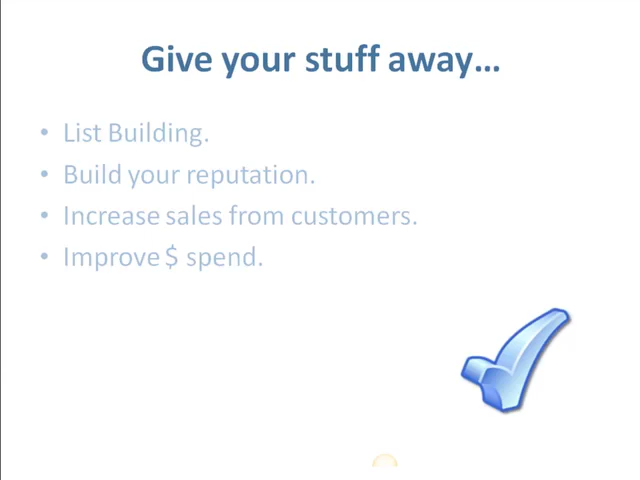 Give your stuff away…
• List Building.
• Build your reputation.
• Increase sales from customers.
• Improve $ spend.